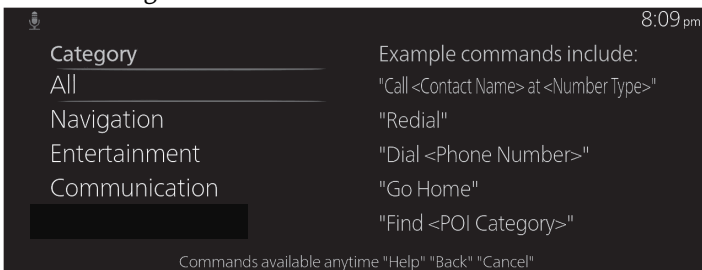 8:09 pm
Category
All
Navigation
Entertainment
Communication
Example commands include:
"Call <Contact Name> at <Number Type>"
"Redial"
"Dial <Phone Number>"
"Go Home"
"Find <POI Category>"
Commands available anytime "Help" "Back" "Cancel"